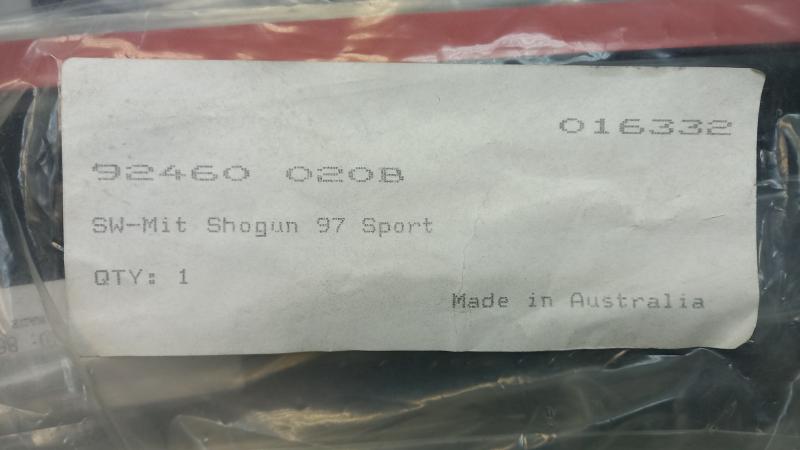 016332
92460 020B
SW-Mit Shogun 97 Sport
QTY: 1
Made in Australia